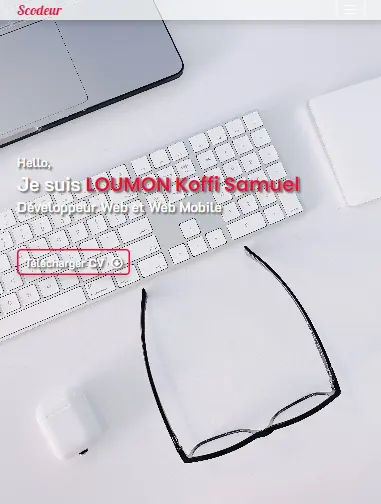 Scodeur
Hello,
Je suis LOUMON Koffi Samuel
Développeur Web et Web Mobile
Télécharger CV